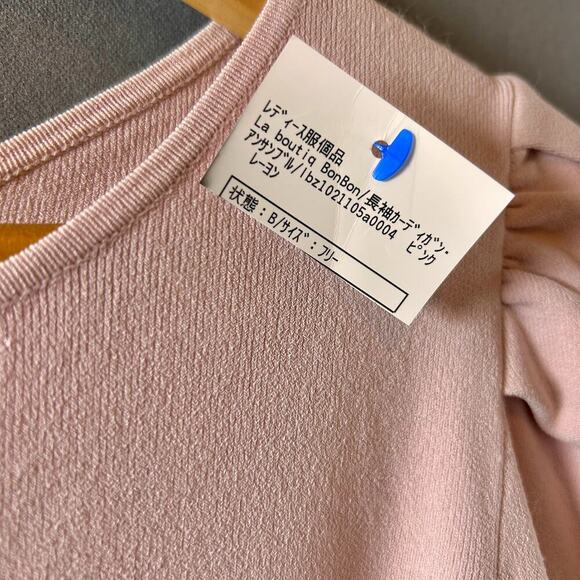 レディース服個品
La boutiq BonBon/長袖カーディガン・
アンサンブル/lbz1021105a0004 ピンク
レーヨン
状態:B/サイズ:フリー